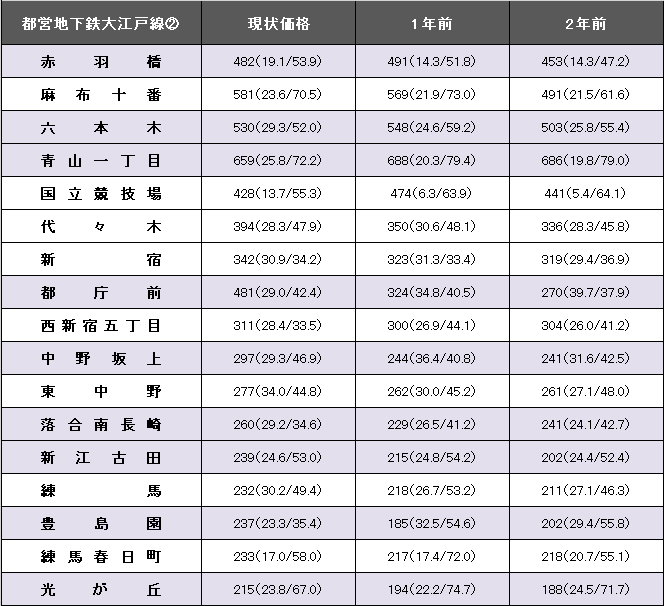 都営地下鉄大江戸線② 現状価格 1年前 2年前
赤羽橋 482(19.1/53.9) 491(14.3/51.8) 453(14.3/47.2)
麻布十番 581(23.6/70.5) 569(21.9/73.0) 491(21.5/61.6)
六本木 530(29.3/52.0) 548(24.6/59.2) 503(25.8/55.4)
青山一丁目 659(25.8/72.2) 688(20.3/79.4) 686(19.8/79.0)
国立競技場 428(13.7/55.3) 474(6.3/63.9) 441(5.4/64.1)
代々木 394(28.3/47.9) 350(30.6/48.1) 336(28.3/45.8)
新宿 342(30.9/34.2) 323(31.3/33.4) 319(29.4/36.9)
都庁前 481(29.0/42.4) 324(34.8/40.5) 270(39.7/37.9)
西新宿五丁目 311(28.4/33.5) 300(26.9/44.1) 304(26.0/41.2)
中野坂上 297(29.3/46.9) 244(36.4/40.8) 241(31.6/42.5)
東中野 277(34.0/44.8) 262(30.0/45.2) 261(27.1/48.0)
落合南長崎 260(29.2/34.6) 229(26.5/41.2) 241(24.1/42.7)
新江古田 239(24.6/53.0) 215(24.8/54.2) 202(24.4/52.4)
練馬 232(30.2/49.4) 218(26.7/53.2) 211(27.1/46.3)
豊島園 237(23.3/35.4) 185(32.5/54.6) 202(29.4/55.8)
練馬春日町 233(17.0/58.0) 217(17.4/72.0) 218(20.7/55.1)
光が丘 215(23.8/67.0) 194(22.2/74.7) 188(24.5/71.7)